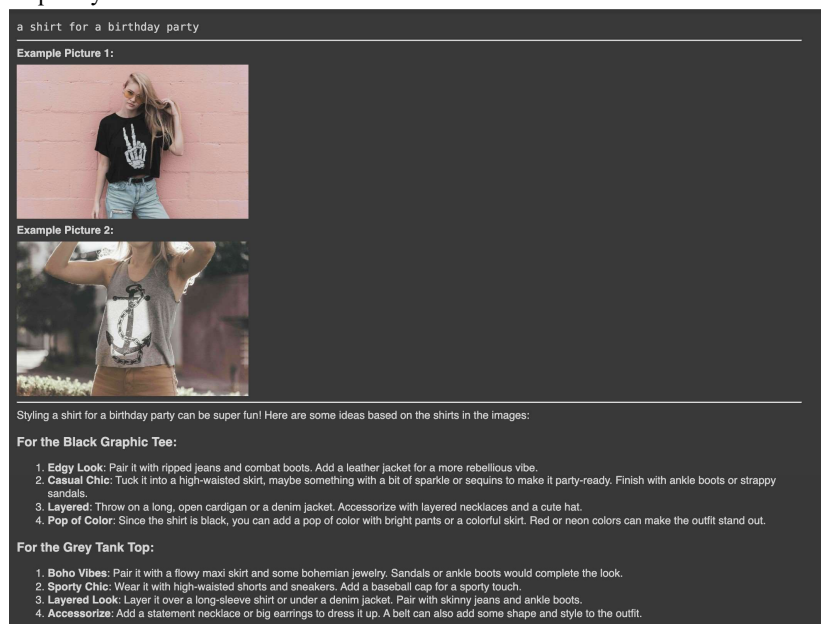 a shirt for a birthday party
Example Picture 1:
Example Picture 2:
Styling a shirt for a birthday party can be super fun! Here are some ideas based on the shirts in the images:
For the Black Graphic Tee:
1. Edgy Look: Pair it with ripped jeans and combat boots. Add a leather jacket for a more rebellious vibe.
2. Casual Chic: Tuck it into a high-waisted skirt, maybe something with a bit of sparkle or sequins to make it party-ready. Finish with ankle boots or strappy
sandals.
3. Layered: Throw on a long, open cardigan or a denim jacket. Accessorize with layered necklaces and a cute hat.
4. Pop of Color: Since the shirt is black, you can add a pop of color with bright pants or a colorful skirt. Red or neon colors can make the outfit stand out.
For the Grey Tank Top:
1. Boho Vibes: Pair it with a flowy maxi skirt and some bohemian jewelry. Sandals or ankle boots would complete the look.
2. Sporty Chic: Wear it with high-waisted shorts and sneakers. Add a baseball cap for a sporty touch.
3. Layered Look: Layer it over a long-sleeve shirt or under a denim jacket. Pair with skinny jeans and ankle boots.
4. Accessorize: Add a statement necklace or big earrings to dress it up. A belt can also add some shape and style to the outfit.